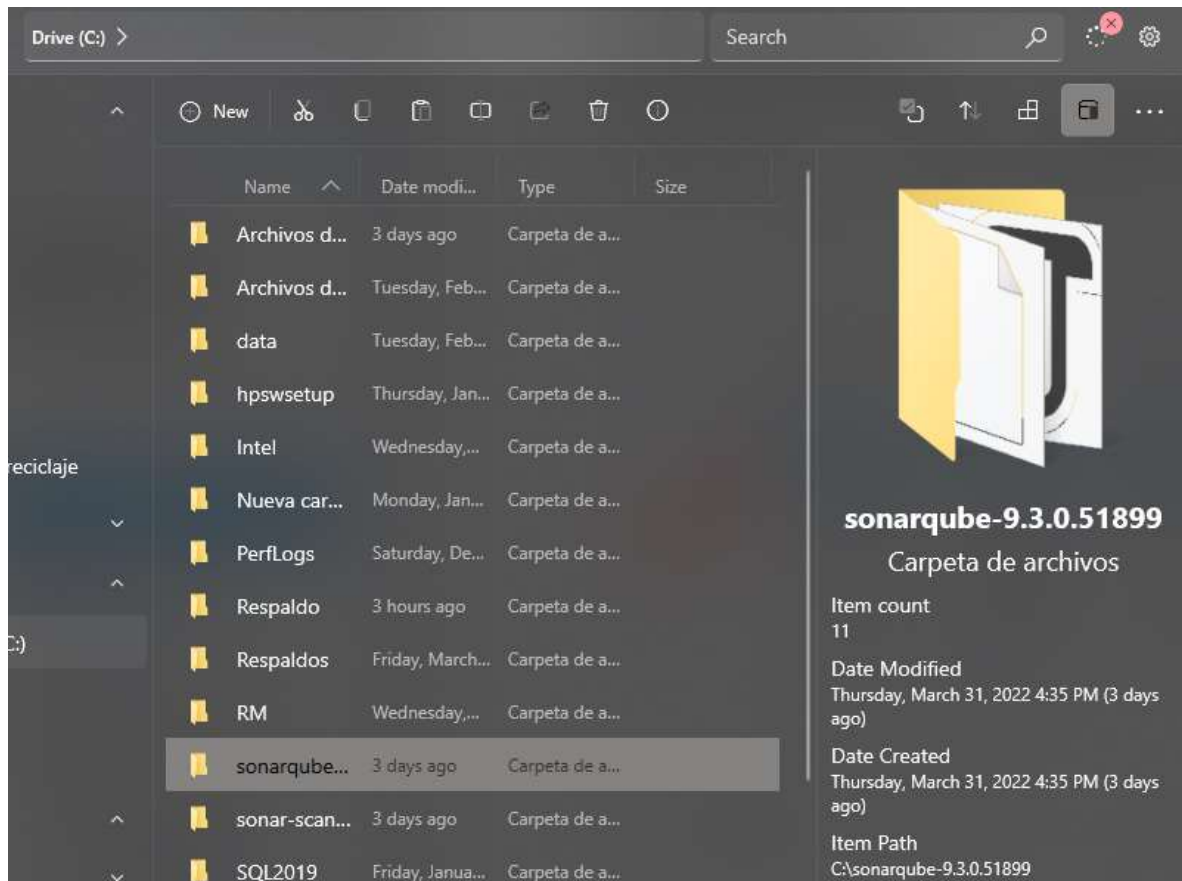 Drive (C:)
Search
New
Name Date modi... Type Size
Archivos d... 3 days ago Carpeta de a...
Archivos d... Tuesday, Feb... Carpeta de a...
data Tuesday, Feb... Carpeta de a...
hpswsetup Thursday, Jan... Carpeta de a...
Intel Wednesday,... Carpeta de a...
reciclaje
Nueva car... Monday, Jan... Carpeta de a...
PerfLogs Saturday, De... Carpeta de a...
Respaldo 3 hours ago Carpeta de a...
C:)
Respaldos Friday, March... Carpeta de a...
RM Wednesday,... Carpeta de a...
sonarqube... 3 days ago Carpeta de a...
sonar-scan... 3 days ago Carpeta de a...
SQL2019 Friday, Janua... Carpeta de a...
sonarqube-9.3.0.51899
Carpeta de archivos
Item count
11
Date Modified
Thursday, March 31, 2022 4:35 PM (3 days
ago)
Date Created
Thursday, March 31, 2022 4:35 PM (3 days
ago)
Item Path
C:\sonarqube-9.3.0.51899